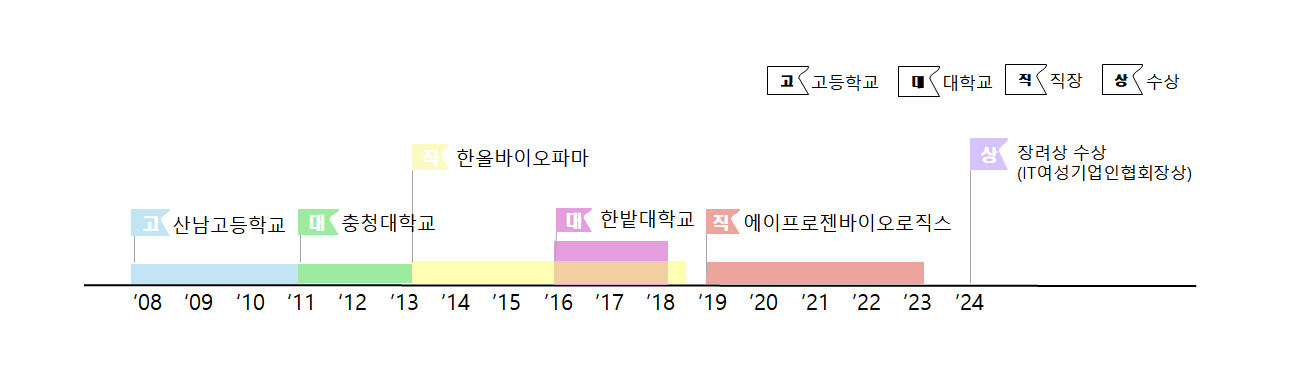 고 고등학교 대 대학교 직 직장 상 수상
직 한올바이오파마
상 장려상 수상
(IT여성기업인협회장상)
고 산남고등학교 대 충청대학교 대 한밭대학교 직 에이프로젠바이오로직스
’08 ’09 ’10 ’11 ’12 ’13 ’14 ’15 ’16 ’17 ’18 ’19 ’20 ’21 ’22 ’23 ’24